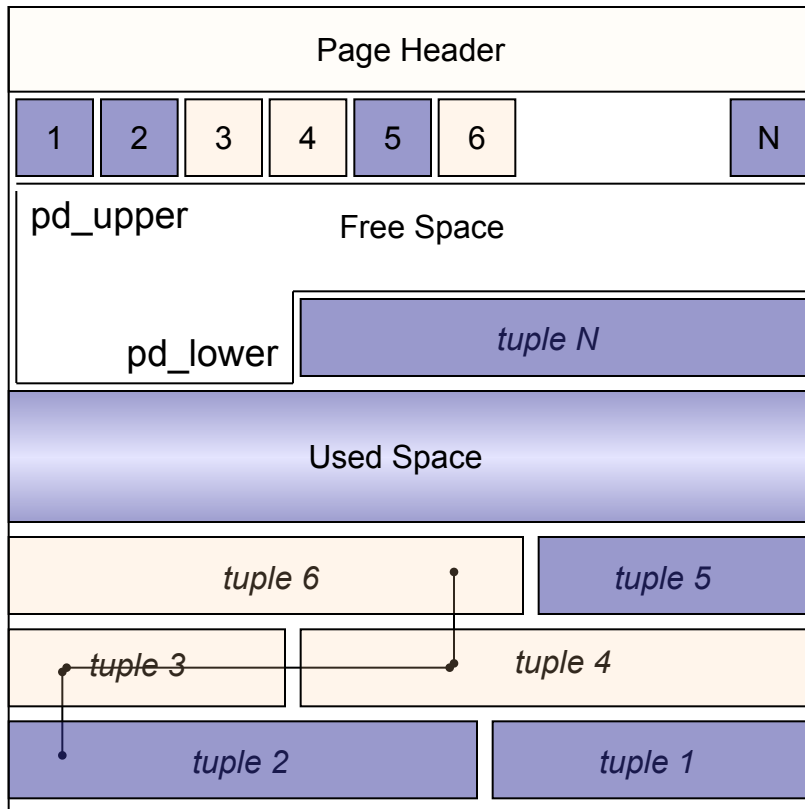 Page Header
1 2 3 4 5 6 N
pd_upper
Free Space
tuple N
pd_lower
Used Space
tuple 6 tuple 5
tuple 3 tuple 4
tuple 2 tuple 1